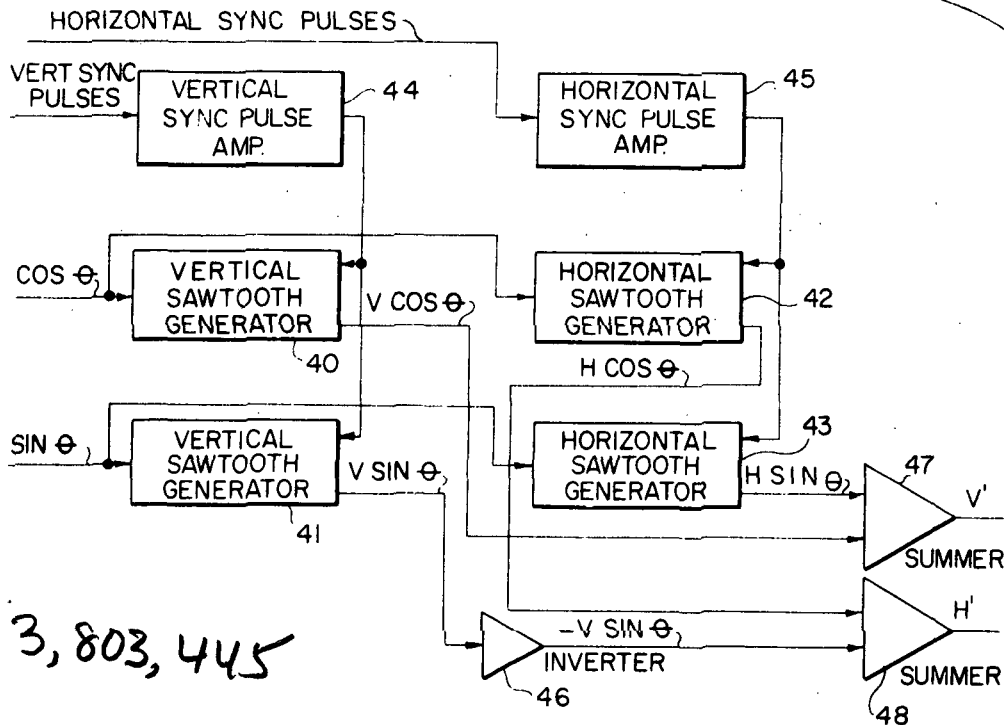 HORIZONTAL SYNC PULSES
VERT SYNC
PULSES
VERTICAL
SYNC PULSE
AMP.
44
HORIZONTAL
SYNC PULSE
AMP.
45
COS θ
VERTICAL
SAWTOOTH
GENERATOR
40
V COS θ
HORIZONTAL
SAWTOOTH
GENERATOR
42
H COS θ
SIN θ
VERTICAL
SAWTOOTH
GENERATOR
41
V SIN θ
HORIZONTAL
SAWTOOTH
GENERATOR
43
H SIN θ
47
V'
SUMMER
3,803,445
-V SIN θ
INVERTER
46
H'
SUMMER
48